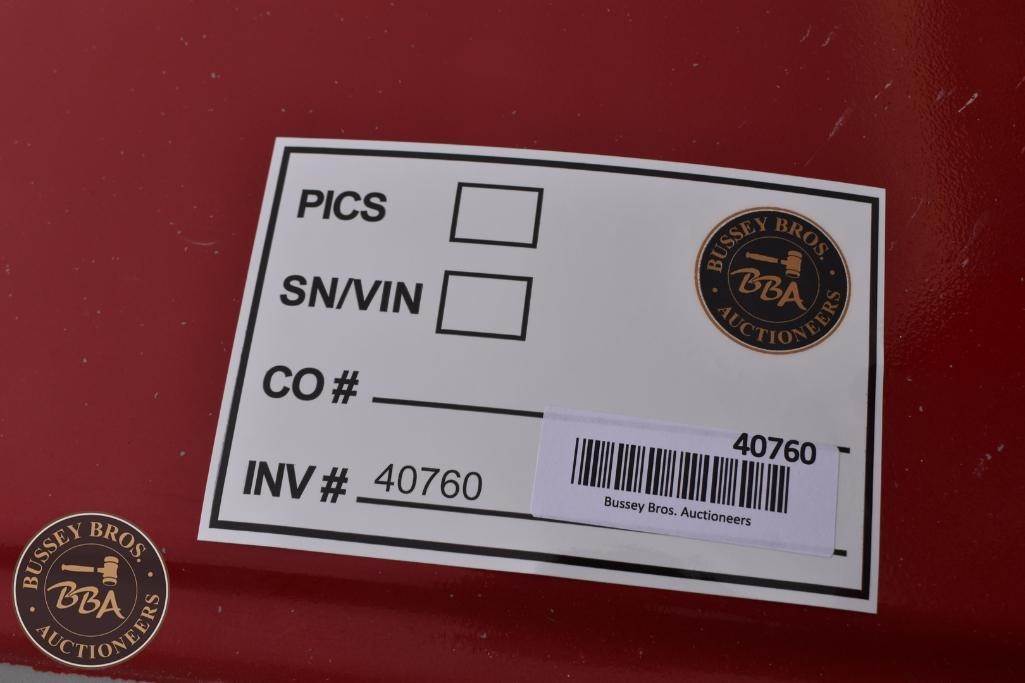 PICS
SN/VIN
CO #
INV # 40760
BUSSEY BROS.
BBA
AUCTIONEERS
40760
Bussey Bros. Auctioneers
BUSSEY BROS.
BBA
AUCTIONEERS